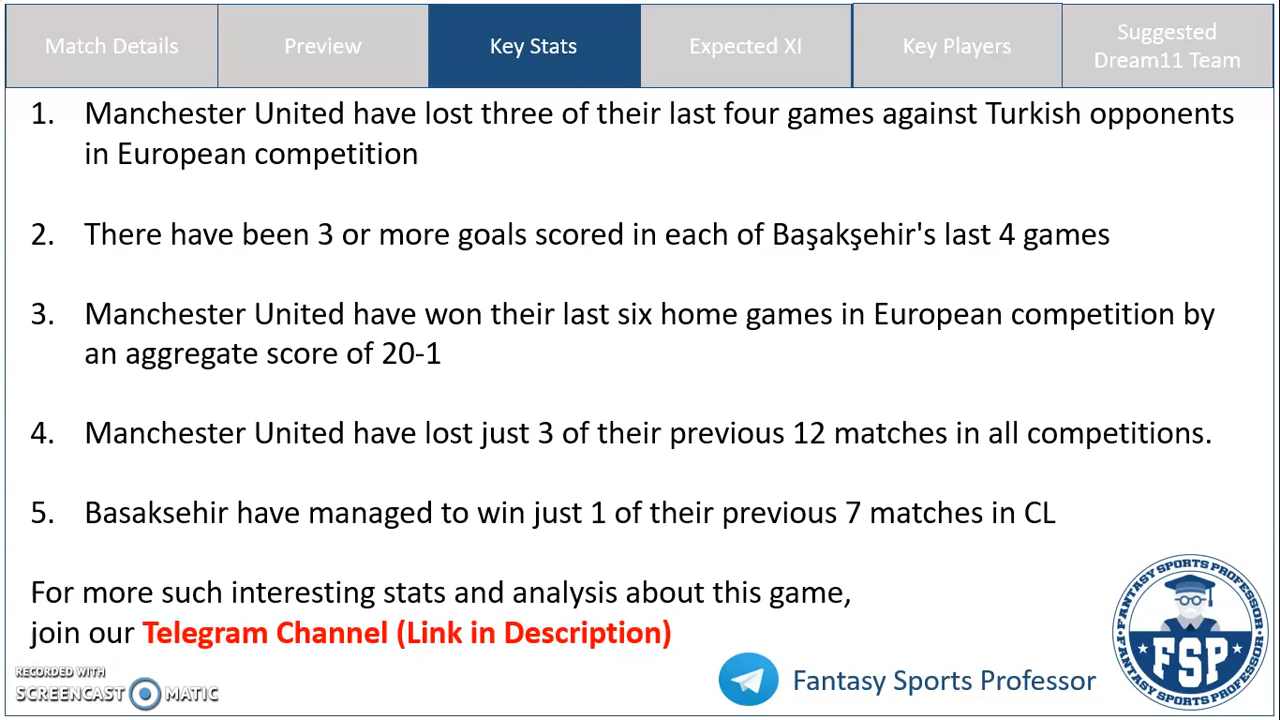 Match Details
Preview
Key Stats
Expected XI
Key Players
Suggested
Dream11 Team
1. Manchester United have lost three of their last four games against Turkish opponents
in European competition
2. There have been 3 or more goals scored in each of Başakşehir's last 4 games
3. Manchester United have won their last six home games in European competition by
an aggregate score of 20-1
4. Manchester United have lost just 3 of their previous 12 matches in all competitions.
5. Basaksehir have managed to win just 1 of their previous 7 matches in CL
For more such interesting stats and analysis about this game,
join our Telegram Channel (Link in Description)
RECORDED WITH
SCREENCAST MATIC
Fantasy Sports Professor
FANTASY SPORTS PROFESSOR
FSP
FANTASY SPORTS PROFESSOR